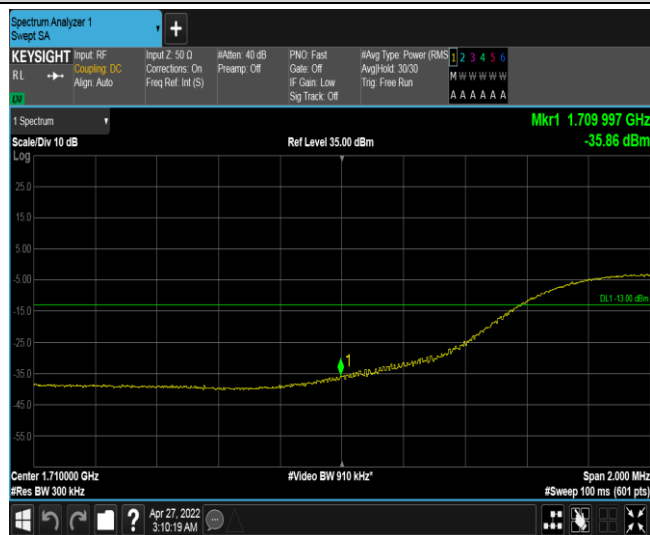 Spectrum Analyzer 1
Swept SA
KEYSIGHT Input: RF Input Z: 50 Ω #Atten: 40 dB PNO: Fast #Avg Type: Power (RMS 1 2 3 4 5 6
RL Coupling: DC Corrections: On Preamp: Off Gate: Off Avg|Hold: 30/30 M W W W W W
Align: Auto Freq Ref: Int (S) IF Gain: Low Trig: Free Run
Sig Track: Off A A A A A A
1 Spectrum
Mkr1 1.709 997 GHz
Scale/Div 10 dB Ref Level 35.00 dBm -35.86 dBm
Log
25.0
15.0
5.00
-5.00
DL1 -13.00 dBm
-15.0
-25.0
1
-35.0
-45.0
-55.0
Center 1.710000 GHz #Video BW 910 kHz* Span 2.000 MHz
#Res BW 300 kHz #Sweep 100 ms (601 pts)
? Apr 27, 2022
3:10:19 AM